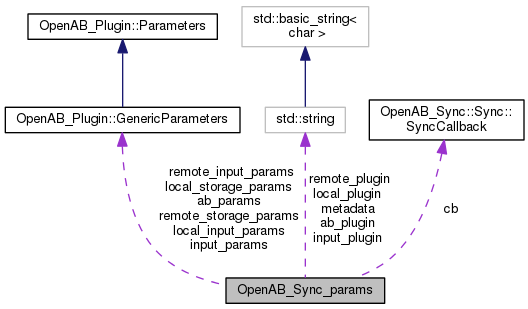 OpenAB_Plugin::Parameters
std::basic_string<
char >
OpenAB_Plugin::GenericParameters
std::string
OpenAB_Sync::Sync::
SyncCallback
remote_input_params
local_storage_params
ab_params
remote_storage_params
local_input_params
input_params
remote_plugin
local_plugin
metadata
ab_plugin
input_plugin
cb
OpenAB_Sync_params